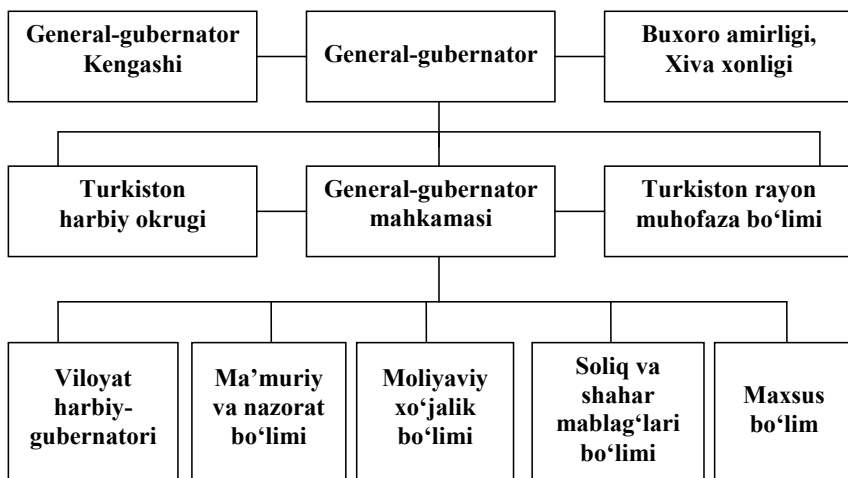 General-gubernator
Kengashi
General-gubernator
Buxoro amirligi,
Xiva xonligi
Turkiston
harbiy okrugi
General-gubernator
mahkamasi
Turkiston rayon
muhofaza bo‘limi
Viloyat
harbiy-
gubernatori
Ma’muriy
va nazorat
bo‘limi
Moliyaviy
xo‘jalik
bo‘limi
Soliq va
shahar
mablag‘lari
bo‘limi
Maxsus
bo‘lim